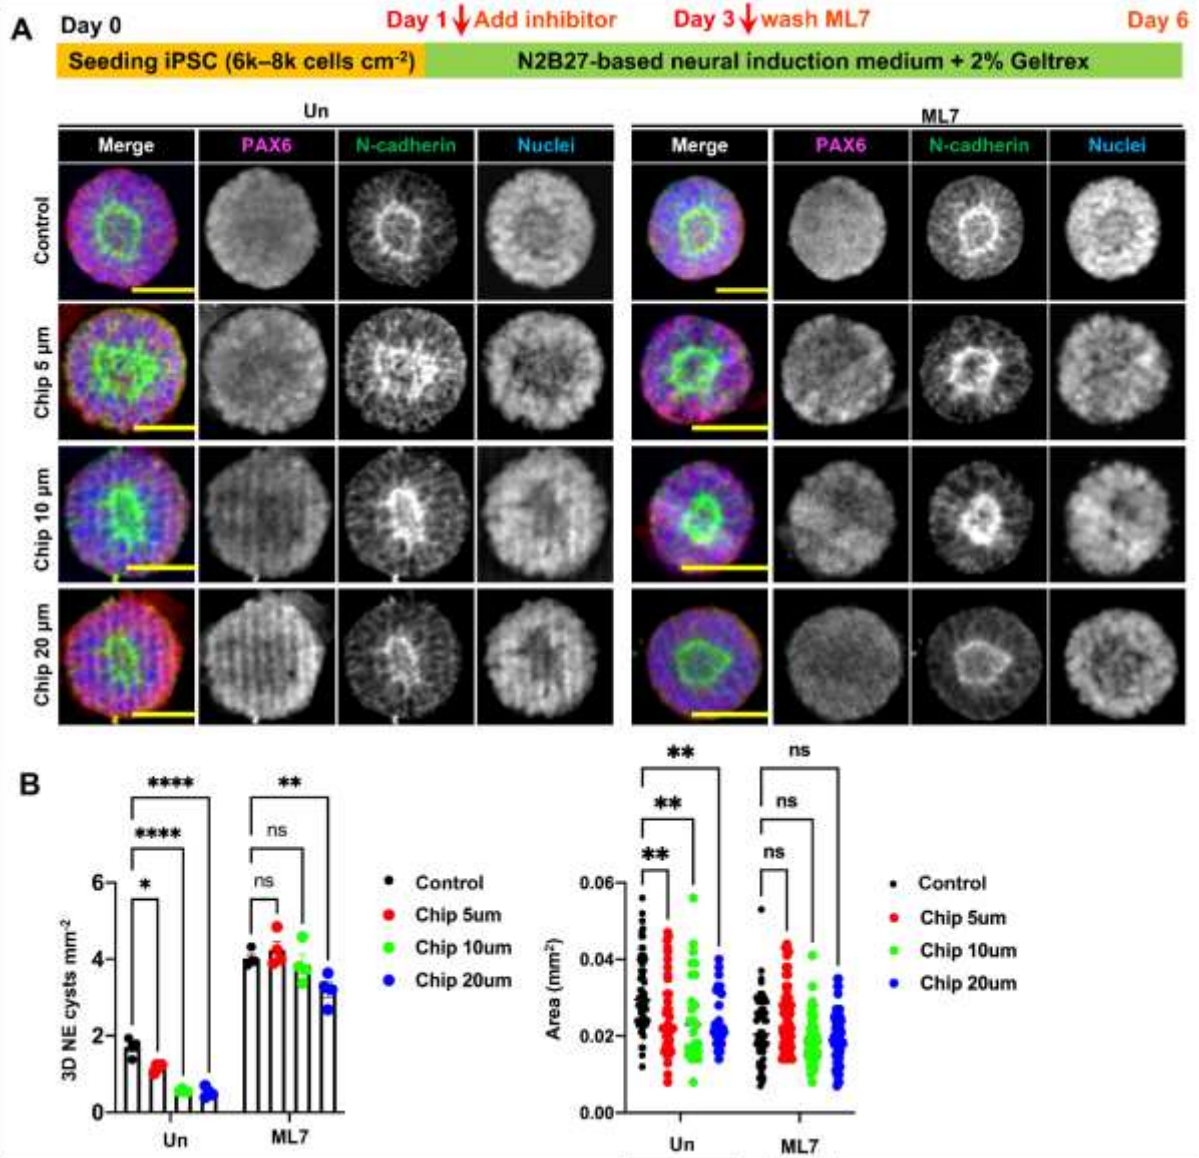 A
Day 0
Day 1 Add inhibitor
Day 3 wash ML7
Day 6
Seeding iPSC (6k–8k cells cm⁻²)
N2B27-based neural induction medium + 2% Geltrex
Un
ML7
Merge PAX6 N-cadherin Nuclei
Merge PAX6 N-cadherin Nuclei
Control
Chip 5 µm
Chip 10 µm
Chip 20 µm
B
****
****
*
**
ns
ns
6
4
2
0
3D NE cysts mm⁻²
Un
ML7
Control
Chip 5um
Chip 10um
Chip 20um
**
**
**
ns
ns
ns
0.06
0.04
0.02
0.00
Area (mm²)
Un
ML7
Control
Chip 5um
Chip 10um
Chip 20um